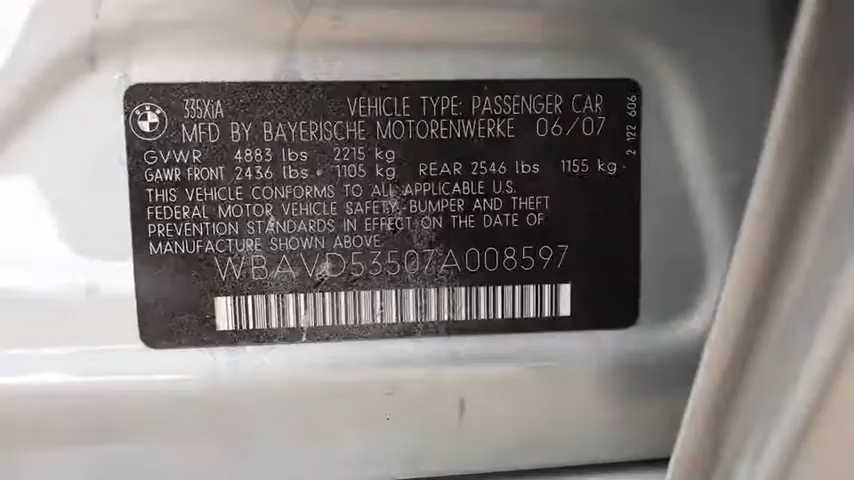 BMW
335XiA VEHICLE TYPE: PASSENGER CAR
MFD BY BAYERISCHE MOTORENWERKE 06/07
GVWR 4883 lbs 2215 kg
GAWR FRONT 2436 lbs 1105 kg REAR 2546 lbs 1155 kg
THIS VEHICLE CONFORMS TO ALL APPLICABLE U.S.
FEDERAL MOTOR VEHICLE SAFETY-BUMPER AND THEFT
PREVENTION STANDARDS IN EFFECT ON THE DATE OF
MANUFACTURE SHOWN ABOVE
WBAVD53507A008597
2 122 606